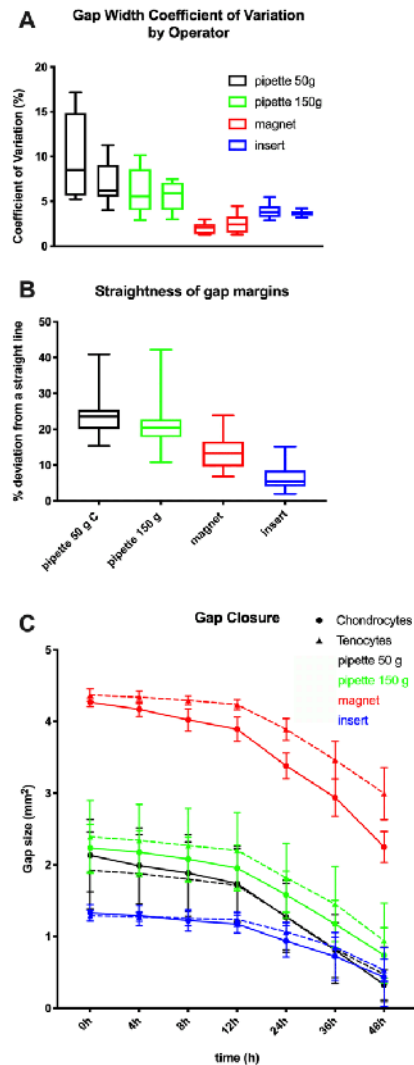 A
Gap Width Coefficient of Variation
by Operator
Coefficient of Variation (%)
20
15
10
5
0
pipette 50g
pipette 150g
magnet
insert
B
Straightness of gap margins
% deviation from a straight line
50
40
30
20
10
0
pipette 50 g C
pipette 150 g
magnet
insert
C
Gap Closure
Chondrocytes
Tenocytes
pipette 50 g
pipette 150 g
magnet
insert
Gap size (mm²)
5
4
3
2
1
0
0h
4h
8h
12h
24h
36h
48h
time (h)